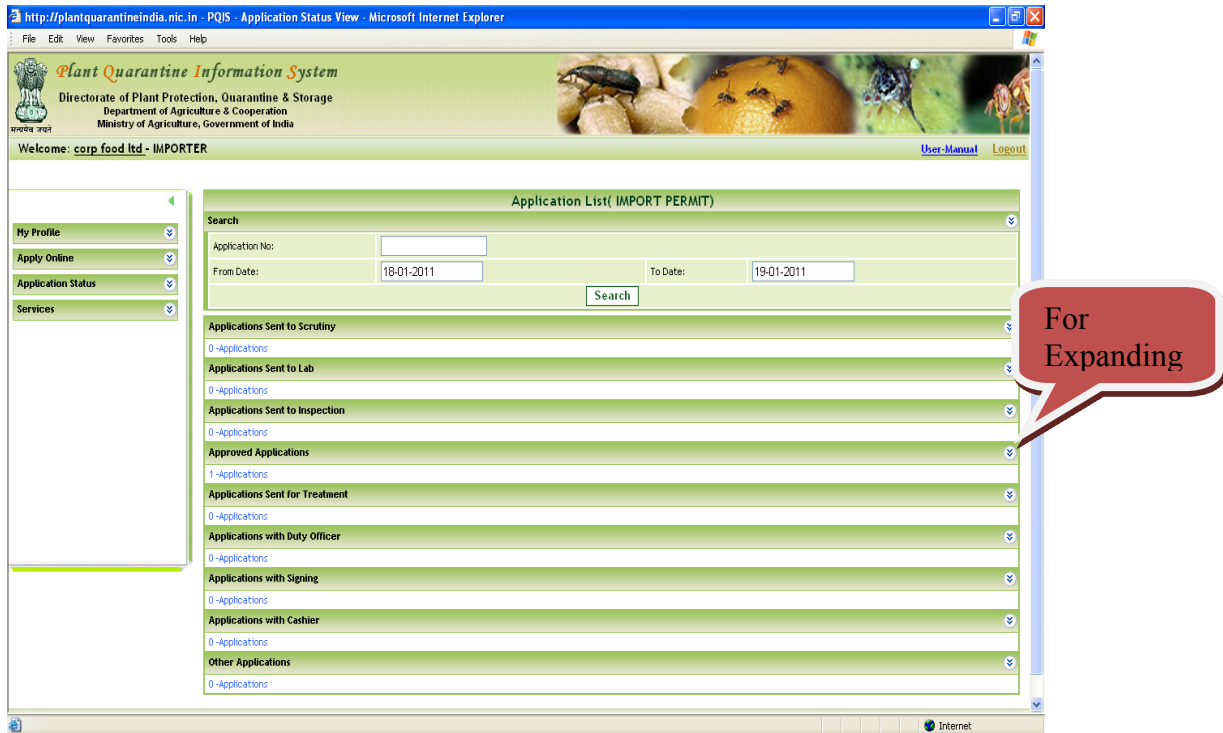 http://plantquarantineindia.nic.in - PQIS - Application Status View - Microsoft Internet Explorer
File Edit View Favorites Tools Help
Plant Quarantine Information System
Directorate of Plant Protection, Quarantine & Storage
Department of Agriculture & Cooperation
Ministry of Agriculture, Government of India
सत्यमेव जयते
Welcome: corp food ltd - IMPORTER
User-Manual Logout
My Profile
Apply Online
Application Status
Services
Application List( IMPORT PERMIT)
Search
Application No:
From Date: 18-01-2011 To Date: 19-01-2011
Search
Applications Sent to Scrutiny
0 -Applications
Applications Sent to Lab
0 -Applications
Applications Sent to Inspection
0 -Applications
Approved Applications
1 -Applications
Applications Sent for Treatment
0 -Applications
Applications with Duty Officer
0 -Applications
Applications with Signing
0 -Applications
Applications with Cashier
0 -Applications
Other Applications
0 -Applications
For
Expanding
Internet